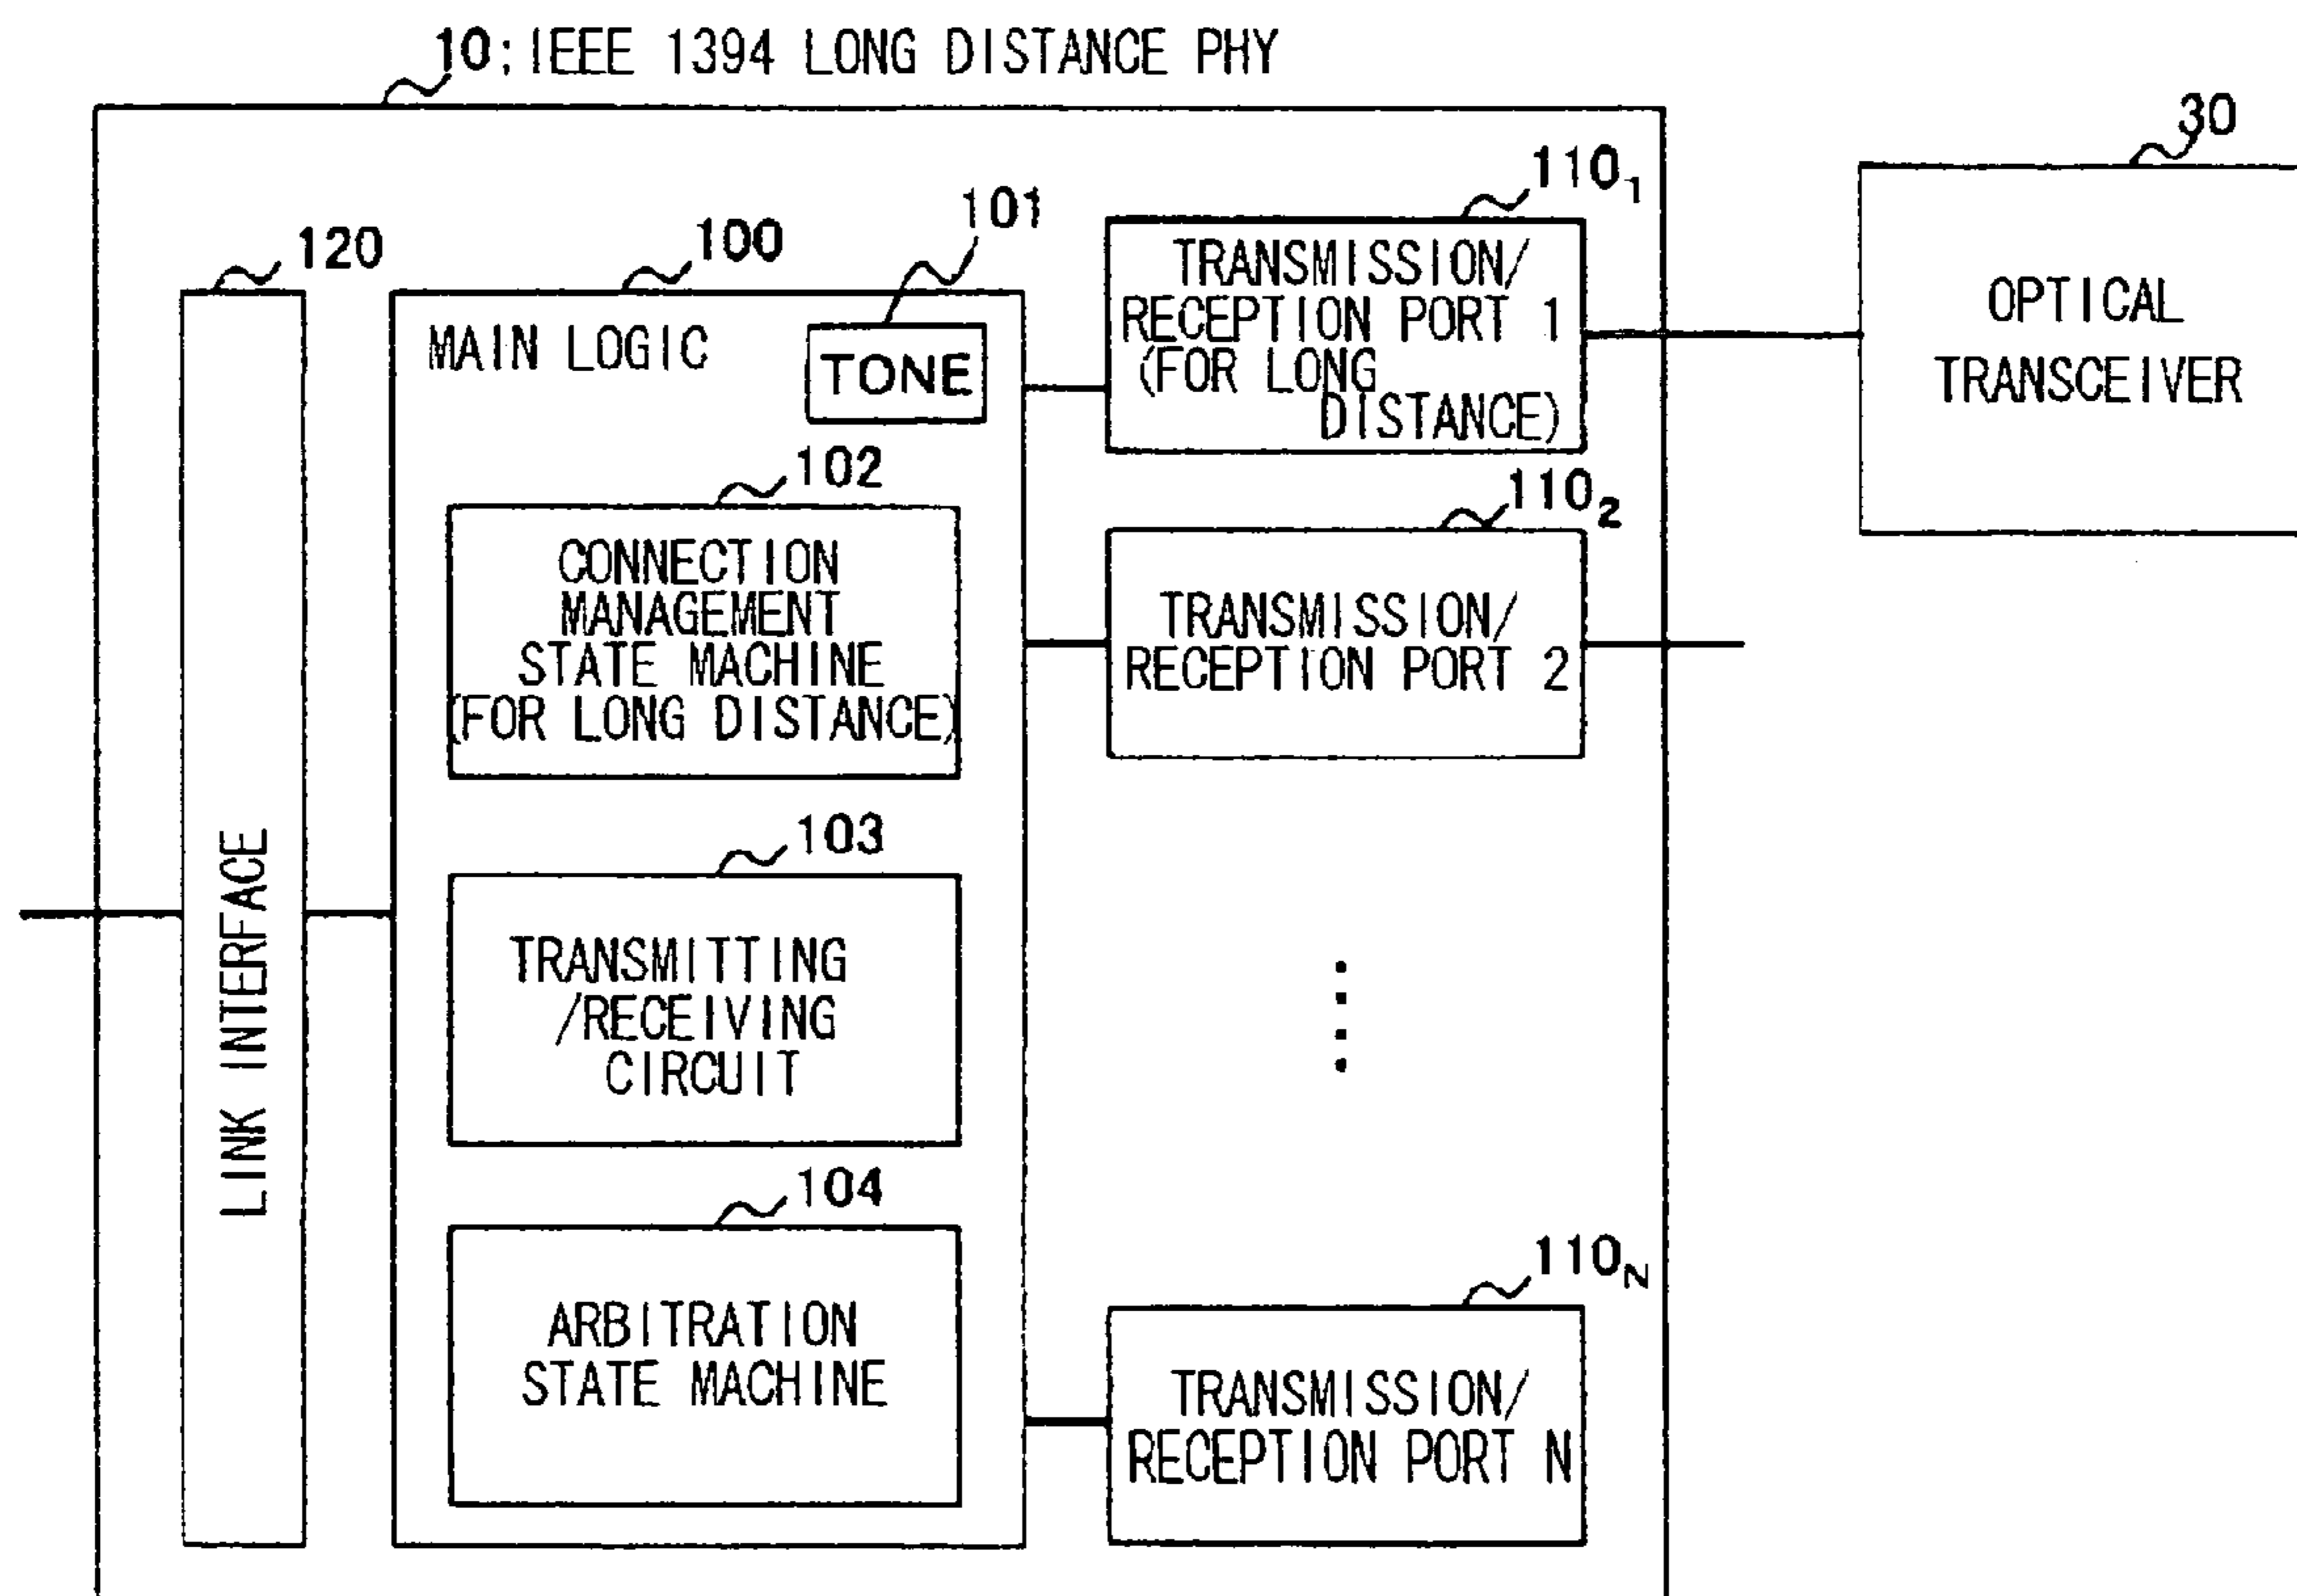 10;IEEE 1394 LONG DISTANCE PHY
30
110₁
101
120
100
TRANSMISSION/
RECEPTION PORT 1
(FOR LONG
DISTANCE)
OPTICAL
TRANSCEIVER
MAIN LOGIC
TONE
102
110₂
CONNECTION
MANAGEMENT
STATE MACHINE
(FOR LONG DISTANCE)
TRANSMISSION/
RECEPTION PORT 2
103
LINK INTERFACE
TRANSMITTING
/RECEIVING
CIRCUIT
104
110N
ARBITRATION
STATE MACHINE
TRANSMISSION/
RECEPTION PORT N